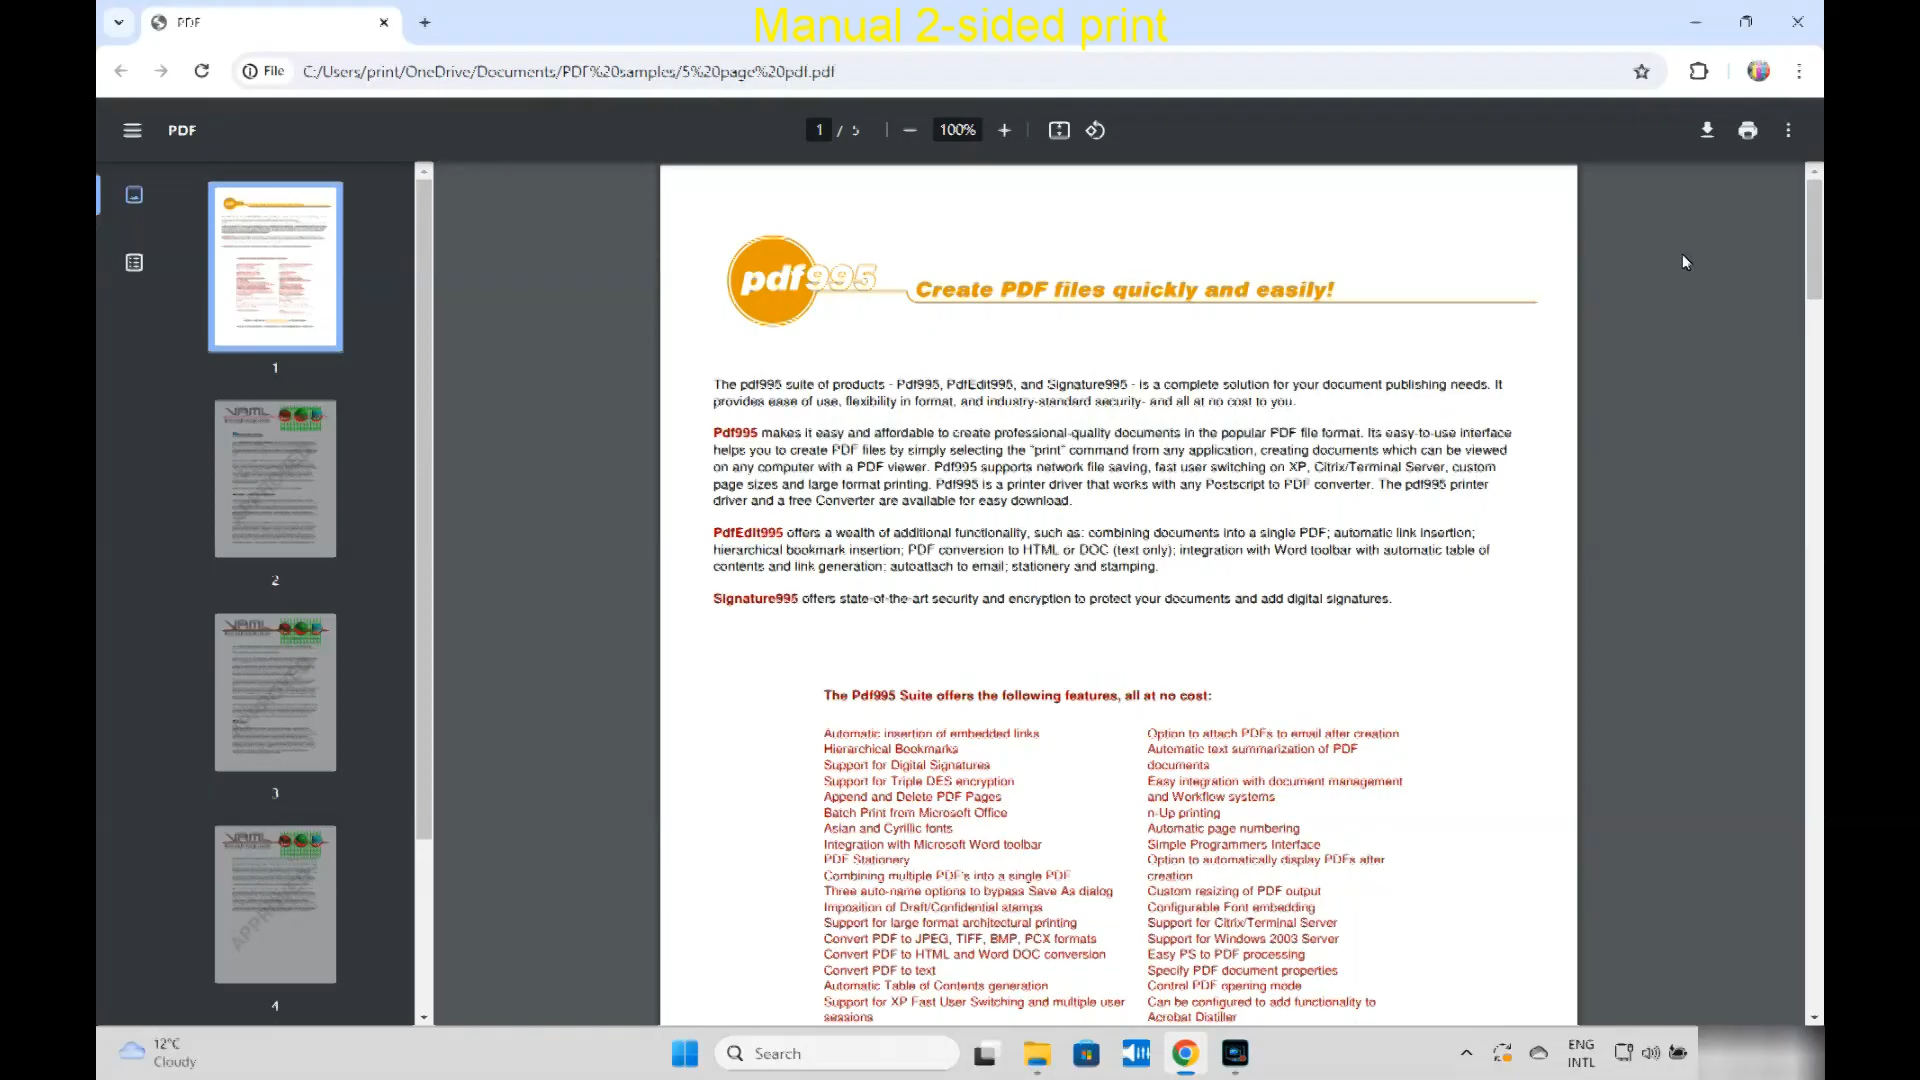 Manual 2-sided print
PDF
File
C:/Users/print/OneDrive/Documents/PDF%20samples/5%20page%20pdf.pdf
PDF
1 / 5
100%
1
2
3
4
pdf995
Create PDF files quickly and easily!
The pdf995 suite of products - Pdf995, PdfEdit995, and Signature995 - is a complete solution for your document publishing needs. It
provides ease of use, flexibility in format, and industry-standard security- and all at no cost to you.
Pdf995 makes it easy and affordable to create professional-quality documents in the popular PDF file format. Its easy-to-use interface
helps you to create PDF files by simply selecting the "print" command from any application, creating documents which can be viewed
on any computer with a PDF viewer. Pdf995 supports network file saving, fast user switching on XP, Citrix/Terminal Server, custom
page sizes and large format printing. Pdf995 is a printer driver that works with any Postscript to PDF converter. The pdf995 printer
driver and a free Converter are available for easy download.
PdfEdit995 offers a wealth of additional functionality, such as: combining documents into a single PDF; automatic link insertion;
hierarchical bookmark insertion; PDF conversion to HTML or DOC (text only); integration with Word toolbar with automatic table of
contents and link generation; autoattach to email; stationery and stamping.
Signature995 offers state-of-the-art security and encryption to protect your documents and add digital signatures.
The Pdf995 Suite offers the following features, all at no cost:
Automatic insertion of embedded links
Hierarchical Bookmarks
Support for Digital Signatures
Support for Triple DES encryption
Append and Delete PDF Pages
Batch Print from Microsoft Office
Asian and Cyrillic fonts
Integration with Microsoft Word toolbar
PDF Stationery
Combining multiple PDF's into a single PDF
Three auto-name options to bypass Save As dialog
Imposition of Draft/Confidential stamps
Support for large format architectural printing
Convert PDF to JPEG, TIFF, BMP, PCX formats
Convert PDF to HTML and Word DOC conversion
Convert PDF to text
Automatic Table of Contents generation
Support for XP Fast User Switching and multiple user
sessions
Option to attach PDFs to email after creation
Automatic text summarization of PDF
documents
Easy integration with document management
and Workflow systems
n-Up printing
Automatic page numbering
Simple Programmers Interface
Option to automatically display PDFs after
creation
Custom resizing of PDF output
Configurable Font embedding
Support for Citrix/Terminal Server
Support for Windows 2003 Server
Easy PS to PDF processing
Specify PDF document properties
Control PDF opening mode
Can be configured to add functionality to
Acrobat Distiller
12°C
Cloudy
Search
ENG
INTL